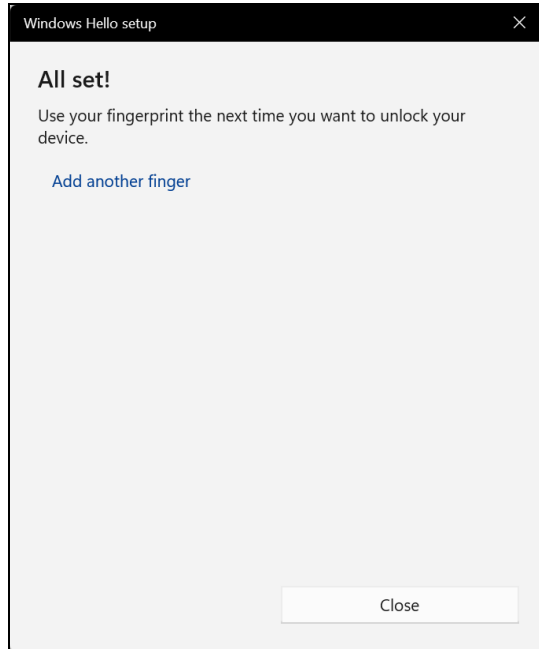 Windows Hello setup
All set!
Use your fingerprint the next time you want to unlock your
device.
Add another finger
Close